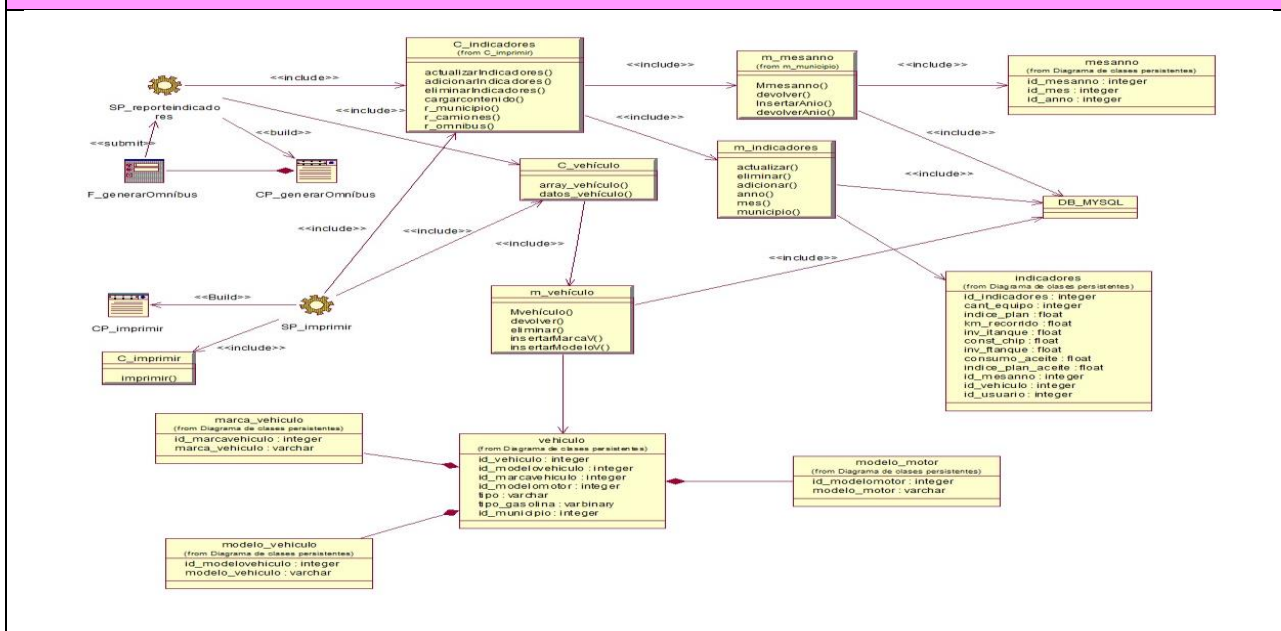 C_indicadores
(from C_imprimir)
actualizarIndicadores()
adicionarIndicadores()
eliminarIndicadores()
cargarcontenido()
r_municipio()
r_camiones()
r_omnibus()
m_mesanno
(from m_municipio)
Mmesanno()
devolver()
InsertarAnio()
devolverAnio()
mesanno
(from Diagrama de clases persistentes)
id_mesanno : integer
id_mes : integer
id_anno : integer
<<include>>
<<include>>
<<include>>
SP_reporteindicado
res
<<include>>
<<include>>
<<include>>
<<submit>>
<<build>>
F_generarOmníbus
CP_generarOmníbus
C_vehículo
array_vehículo()
datos_vehículo()
m_indicadores
actualizar()
eliminar()
adicionar()
anno()
mes()
municipio()
<<include>>
DB_MYSQL
<<include>>
<<include>>
<<include>>
<<include>>
<<Build>>
CP_imprimir
SP_imprimir
<<include>>
C_imprimir
imprimir()
m_vehículo
Mvehículo()
devolver()
eliminar()
insertarMarcaV()
insertarModeloV()
indicadores
(from Diagrama de clases persistentes)
id_indicadores : integer
cant_equipo : integer
indice_plan : float
km_recorrido : float
inv_itanque : float
const_chip : float
inv_ftanque : float
consumo_aceite : float
indice_plan_aceite : float
id_mesanno : integer
id_vehiculo : integer
id_usuario : integer
marca_vehiculo
(from Diagrama de clases persistentes)
id_marcavehiculo : integer
marca_vehiculo : varchar
vehiculo
(from Diagrama de clases persistentes)
id_vehiculo : integer
id_modelovehiculo : integer
id_marcavehiculo : integer
id_modelomotor : integer
tipo : varchar
tipo_gasolina : varbinary
id_municipio : integer
modelo_motor
(from Diagrama de clases persistentes)
id_modelomotor : integer
modelo_motor : varchar
modelo_vehiculo
(from Diagrama de clases persistentes)
id_modelovehiculo : integer
modelo_vehiculo : varchar